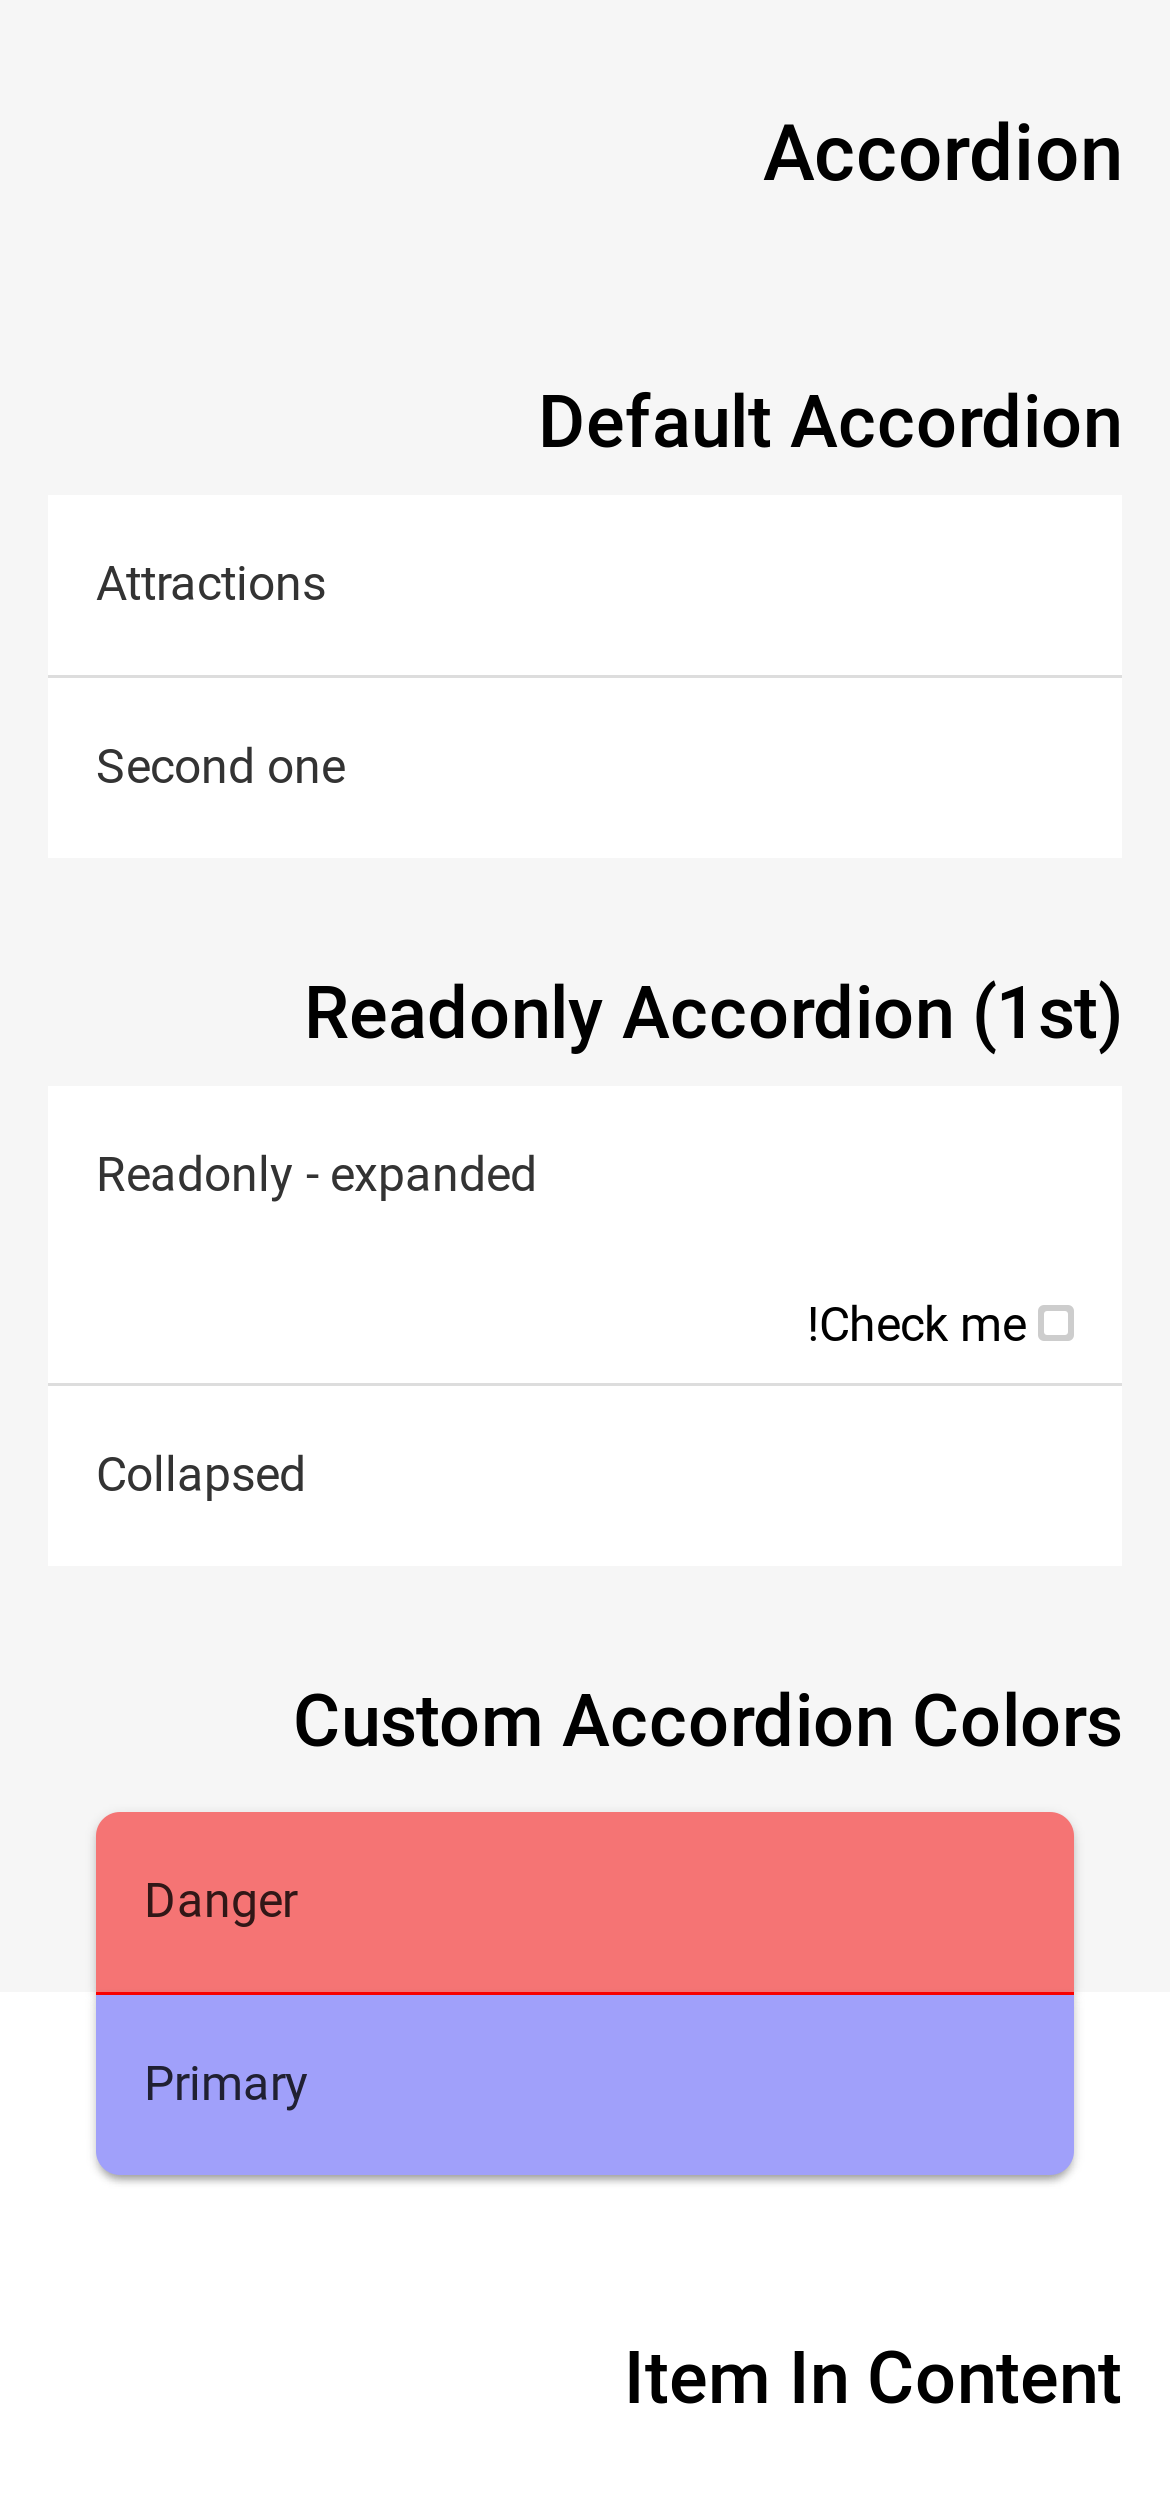 Accordion
Default Accordion
Attractions
Second one
Readonly Accordion (1st)
Readonly - expanded
!Check me
Collapsed
Custom Accordion Colors
Danger
Primary
Item In Content